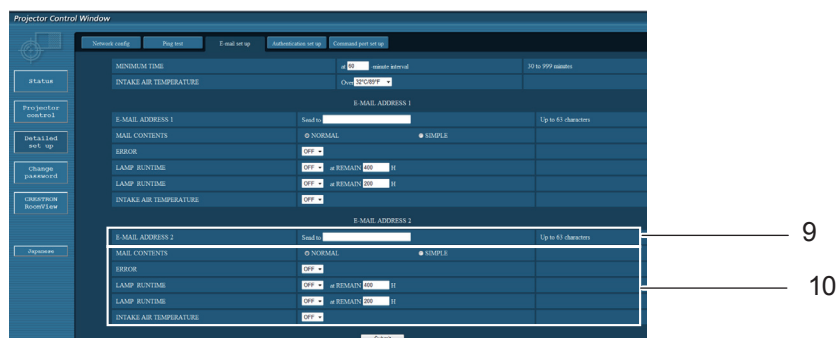 Projector Control Window
Network config Ping test E-mail set up Authentication set up Command port set up
MINIMUM TIME at 60 minute interval 30 to 999 minutes
INTAKE AIR TEMPERATURE Over 32°C/89°F
E-MAIL ADDRESS 1
E-MAIL ADDRESS 1 Send to Up to 63 characters
MAIL CONTENTS NORMAL SIMPLE
ERROR OFF
LAMP RUNTIME OFF at REMAIN 400 H
LAMP RUNTIME OFF at REMAIN 200 H
INTAKE AIR TEMPERATURE OFF
E-MAIL ADDRESS 2
E-MAIL ADDRESS 2 Send to Up to 63 characters
MAIL CONTENTS NORMAL SIMPLE
ERROR OFF
LAMP RUNTIME OFF at REMAIN 400 H
LAMP RUNTIME OFF at REMAIN 200 H
INTAKE AIR TEMPERATURE OFF
Status
Projector
control
Detailed
set up
Change
password
CRESTRON
RoomView
Japanese
9
10